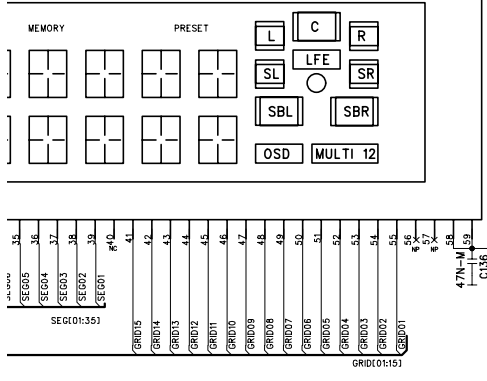 MEMORY PRESET
L C R
LFE
SL SR
SBL SBR
OSD MULTI 12
35 36 37 38 39 40 41 42 43 44 45 46 47 48 49 50 51 52 53 54 55 56 57 58 59
NC NP NP
SEG05 SEG04 SEG03 SEG02 SEG01
GRID15 GRID14 GRID13 GRID12 GRID11 GRID10 GRID09 GRID08 GRID07 GRID06 GRID05 GRID04 GRID03 GRID02 GRID01
47N-M
C136
SEG[01:35]
GRID[01:15]